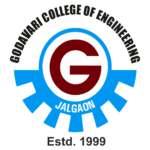 GODAVARI COLLEGE OF ENGINEERING
G
JALGAON
Estd. 1999